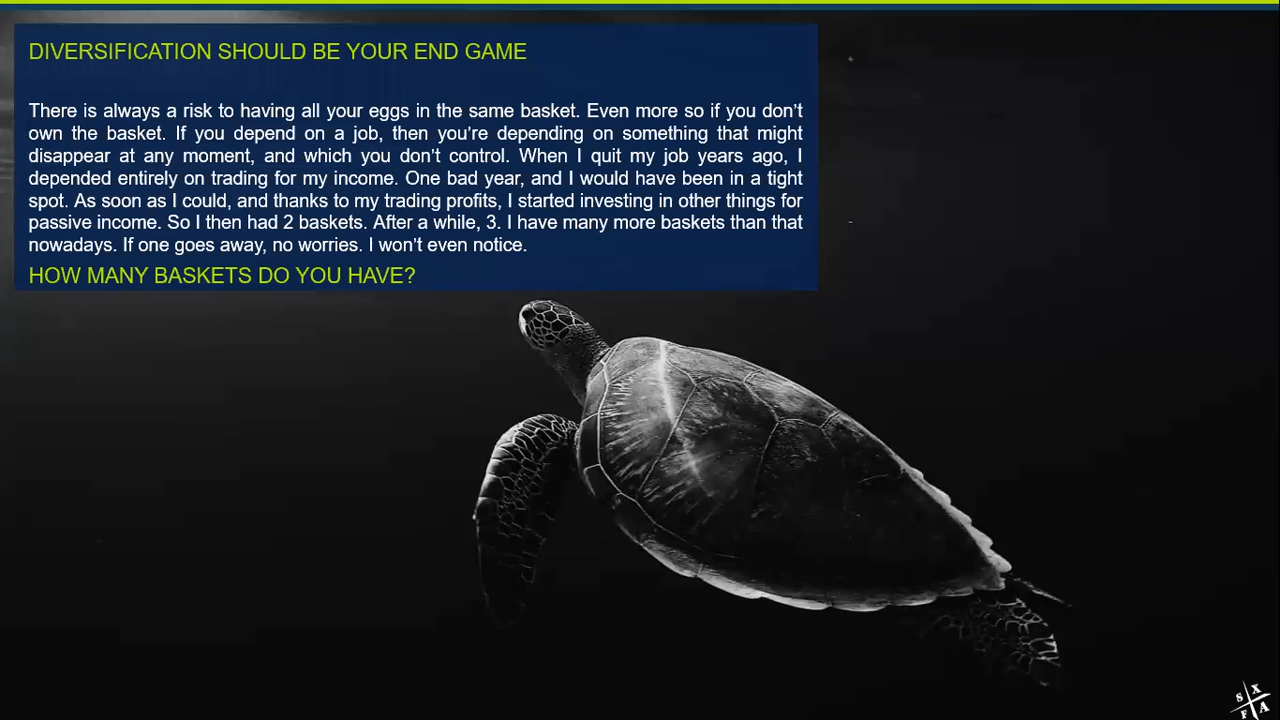 DIVERSIFICATION SHOULD BE YOUR END GAME
There is always a risk to having all your eggs in the same basket. Even more so if you don’t
own the basket. If you depend on a job, then you’re depending on something that might
disappear at any moment, and which you don’t control. When I quit my job years ago, I
depended entirely on trading for my income. One bad year, and I would have been in a tight
spot. As soon as I could, and thanks to my trading profits, I started investing in other things for
passive income. So I then had 2 baskets. After a while, 3. I have many more baskets than that
nowadays. If one goes away, no worries. I won’t even notice.
HOW MANY BASKETS DO YOU HAVE?
S X
F A